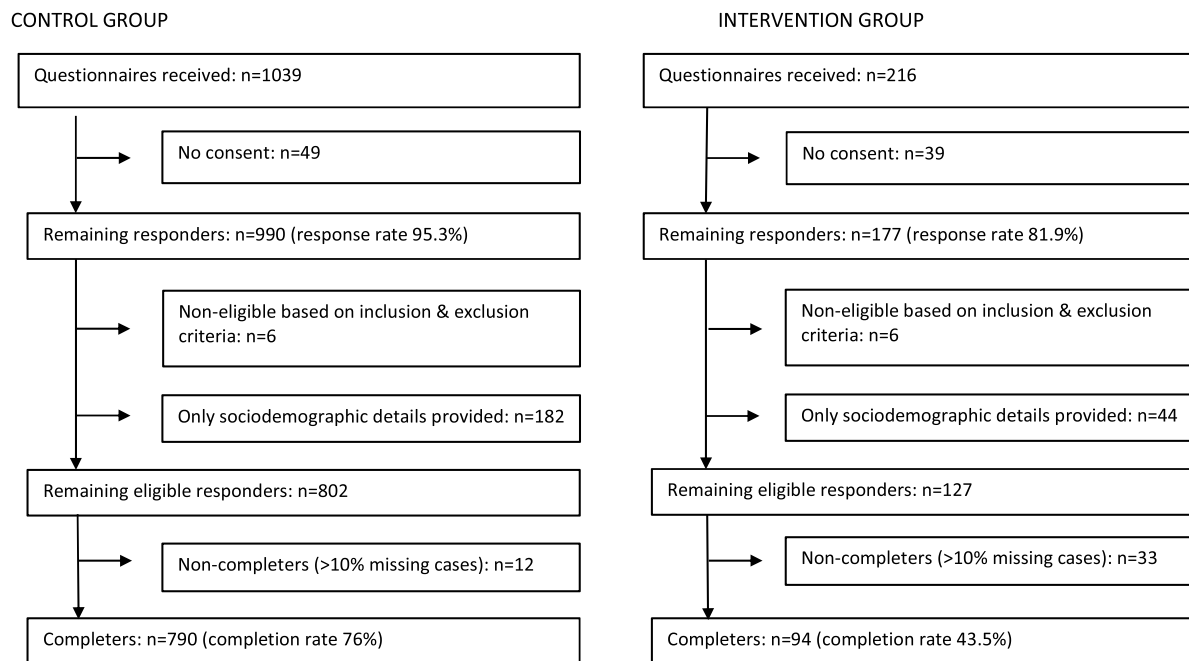 CONTROL GROUP
Questionnaires received: n=1039
No consent: n=49
Remaining responders: n=990 (response rate 95.3%)
Non-eligible based on inclusion & exclusion
criteria: n=6
Only sociodemographic details provided: n=182
Remaining eligible responders: n=802
Non-completers (>10% missing cases): n=12
Completers: n=790 (completion rate 76%)
INTERVENTION GROUP
Questionnaires received: n=216
No consent: n=39
Remaining responders: n=177 (response rate 81.9%)
Non-eligible based on inclusion & exclusion
criteria: n=6
Only sociodemographic details provided: n=44
Remaining eligible responders: n=127
Non-completers (>10% missing cases): n=33
Completers: n=94 (completion rate 43.5%)